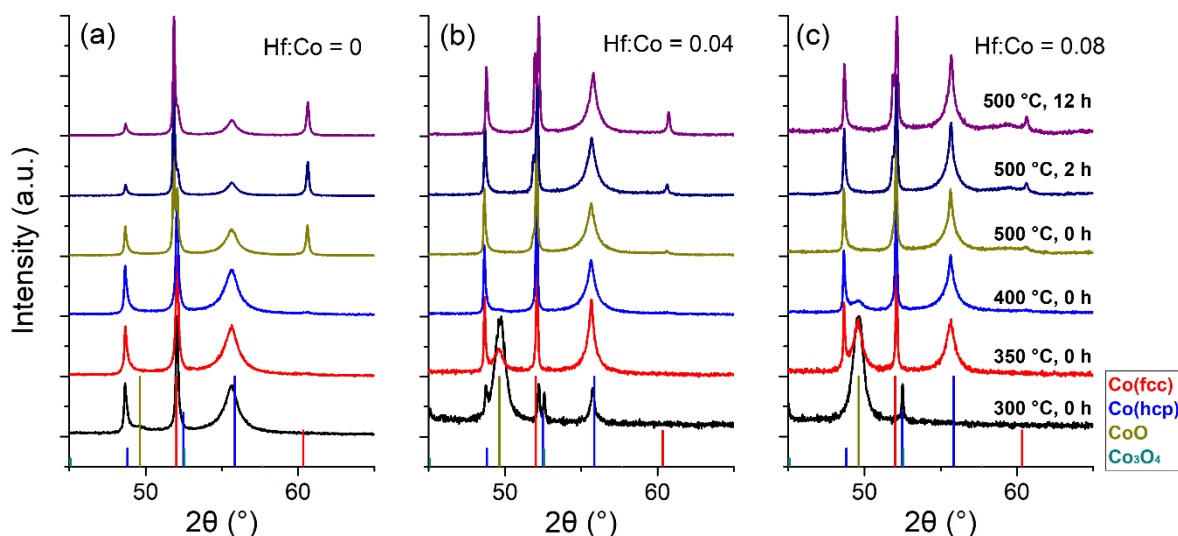 (a)
Hf:Co = 0
(b)
Hf:Co = 0.04
(c)
Hf:Co = 0.08
500 °C, 12 h
500 °C, 2 h
500 °C, 0 h
400 °C, 0 h
350 °C, 0 h
300 °C, 0 h
Intensity (a.u.)
50 60
50 60
50 60
2θ (°)
2θ (°)
2θ (°)
Co(fcc)
Co(hcp)
CoO
Co₃O₄